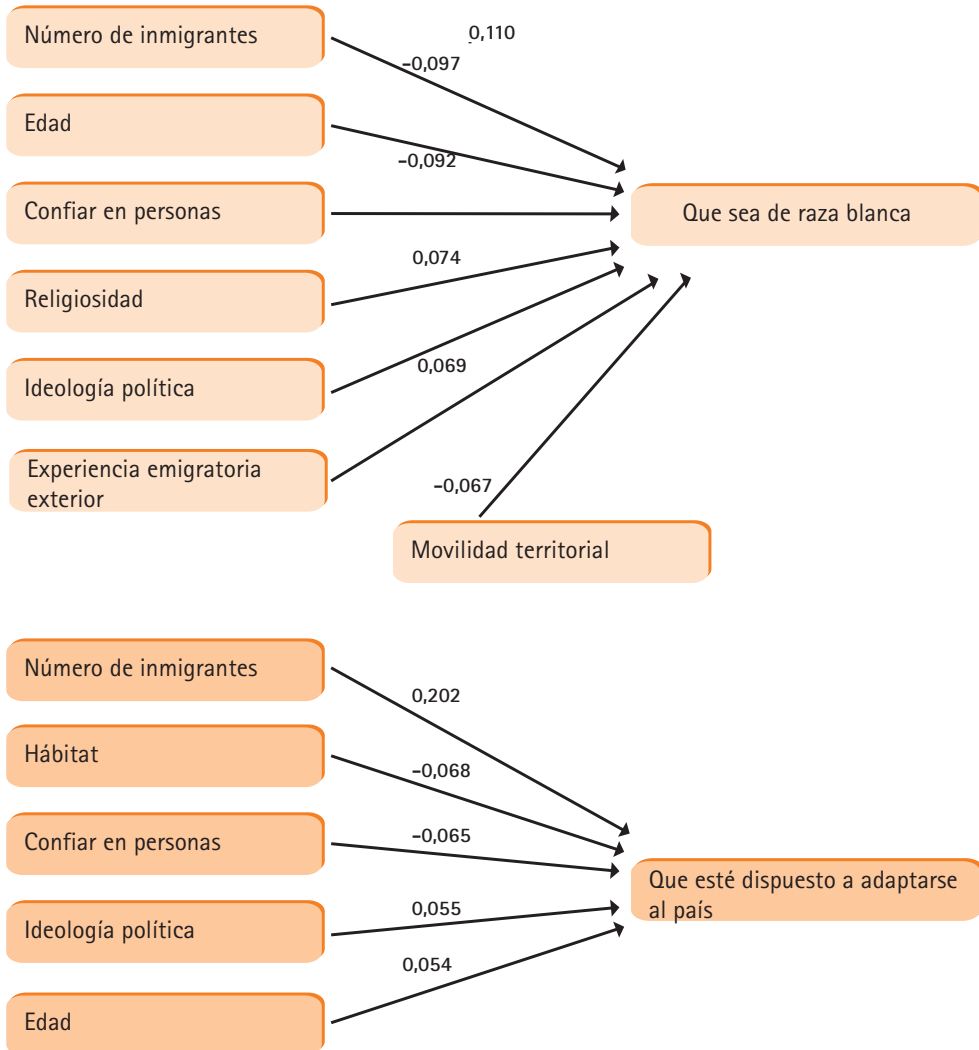 Número de inmigrantes
0,110
-0,097
Edad
-0,092
Confiar en personas
Que sea de raza blanca
0,074
Religiosidad
0,069
Ideología política
Experiencia emigratoria
exterior
-0,067
Movilidad territorial
Número de inmigrantes
0,202
Hábitat
-0,068
Confiar en personas
-0,065
Que esté dispuesto a adaptarse
al país
0,055
Ideología política
0,054
Edad